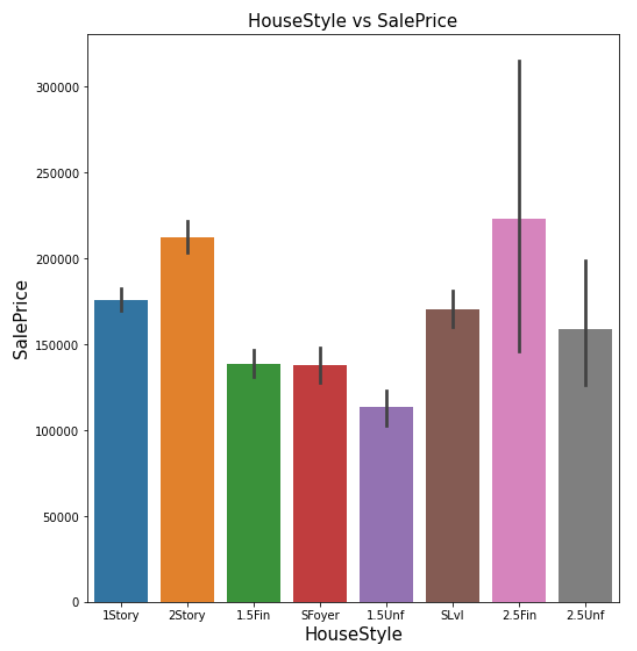 HouseStyle vs SalePrice
300000
250000
200000
150000
100000
50000
0
SalePrice
1Story 2Story 1.5Fin SFoyer 1.5Unf SLvl 2.5Fin 2.5Unf
HouseStyle